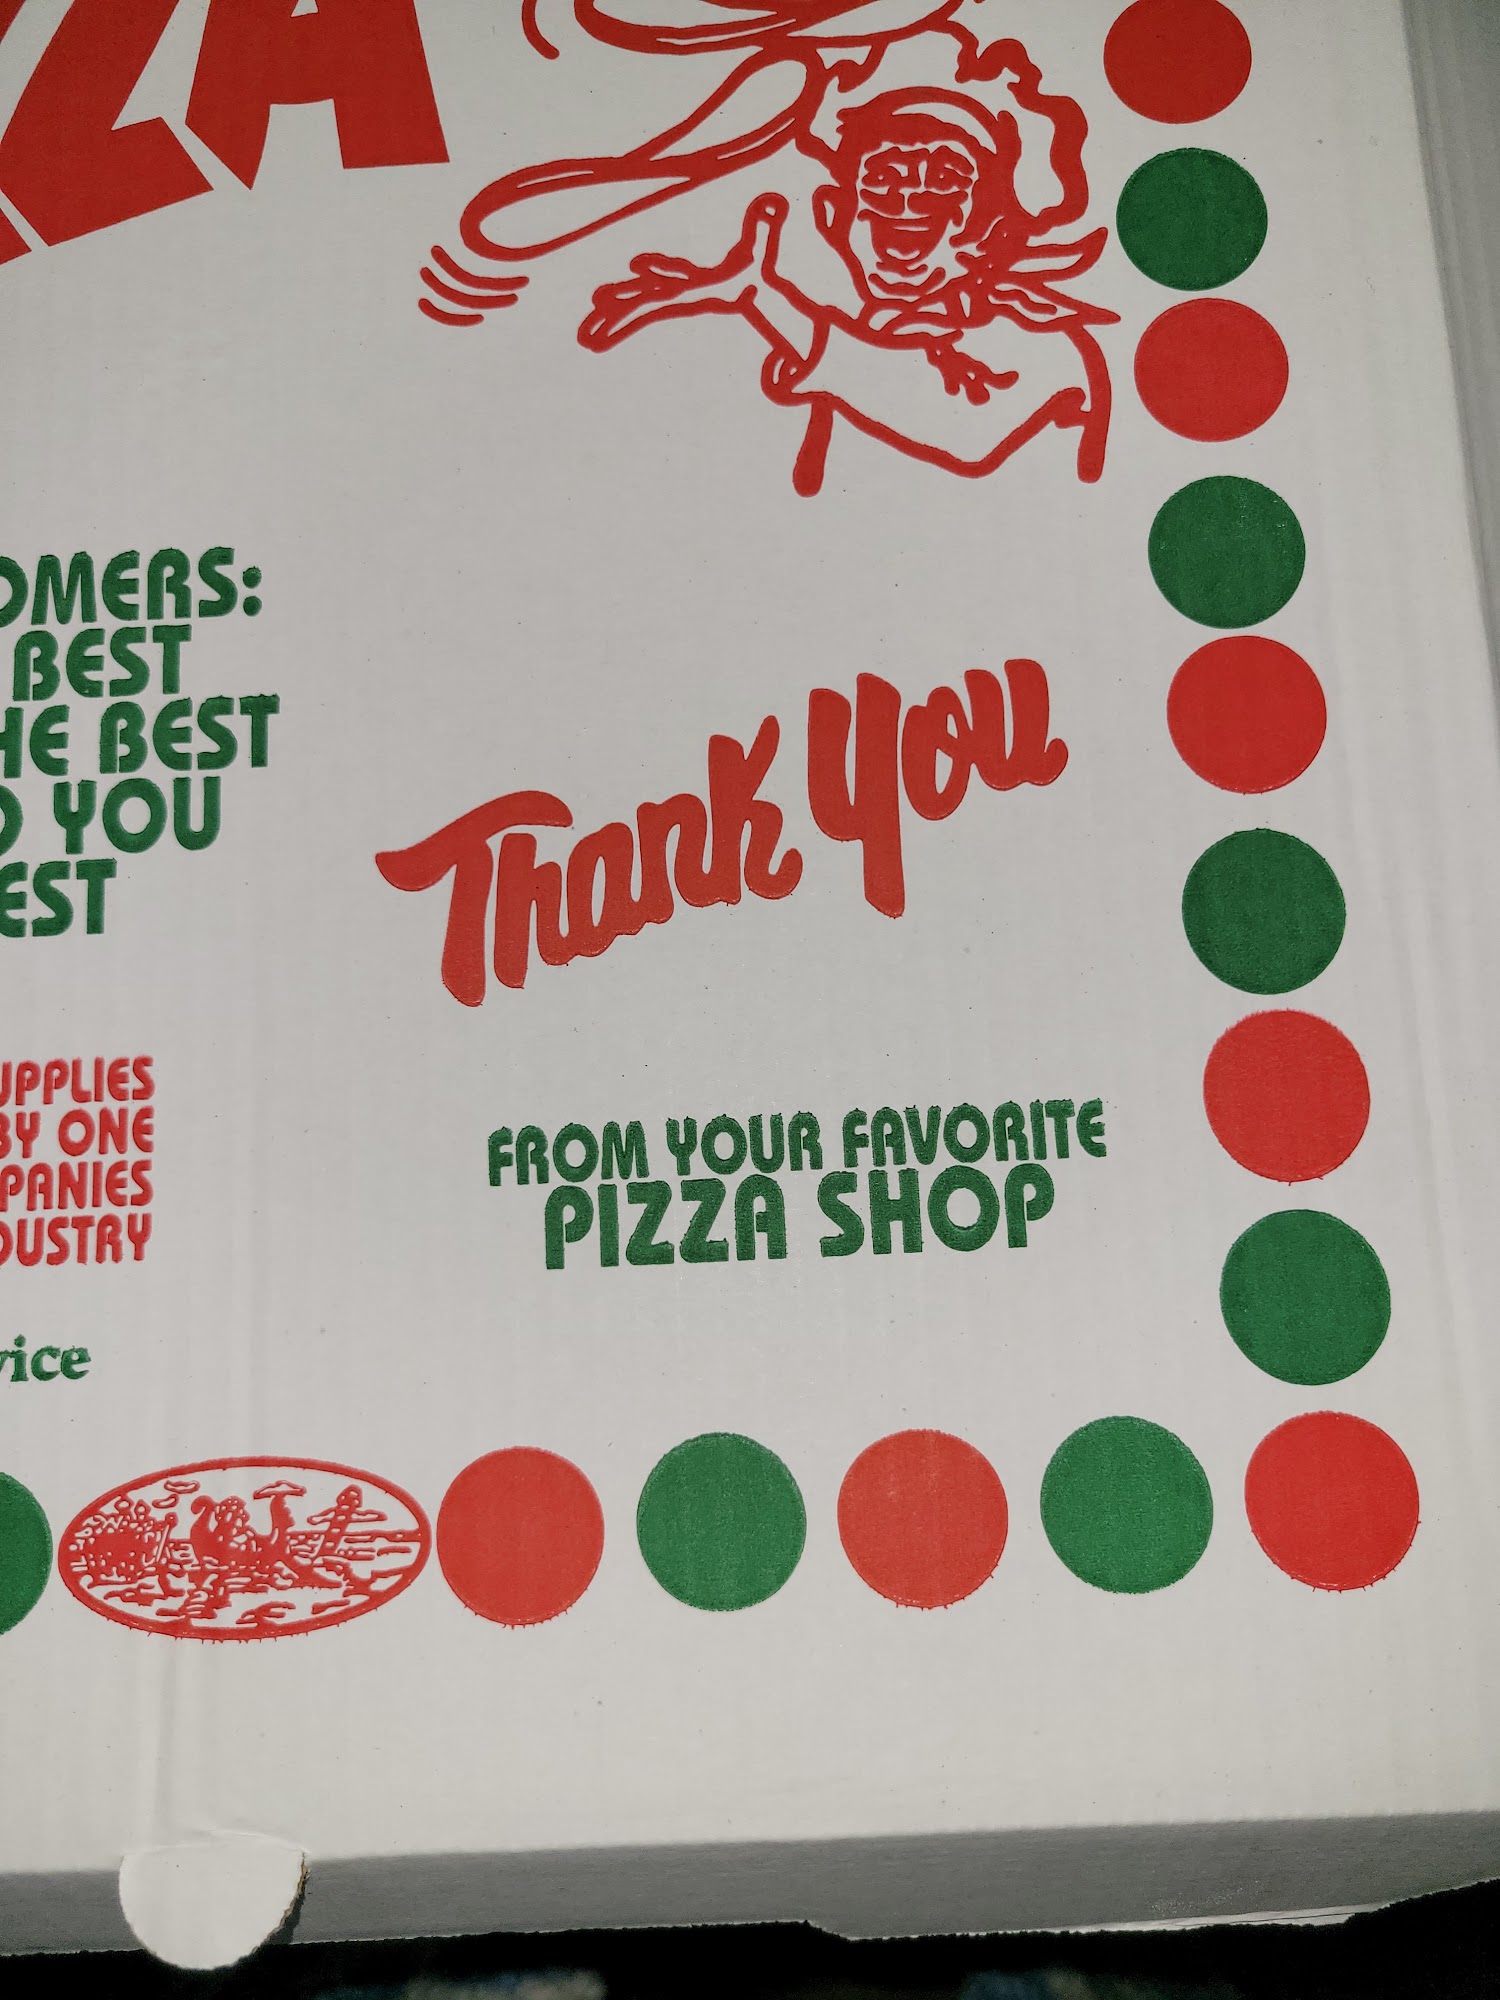 ZZA
OMERS:
BEST
HE BEST
O YOU
EST
Thank You
UPPLIES
BY ONE
PANIES
DUSTRY
FROM YOUR FAVORITE
PIZZA SHOP
vice